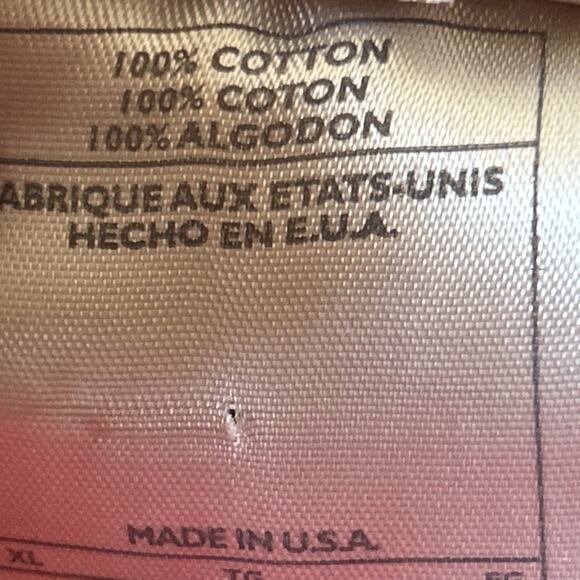 100% COTTON
100% COTON
100% ALGODON
ABRIQUE AUX ETATS-UNIS
HECHO EN E.U.A.
MADE IN U.S.A.
XL TG